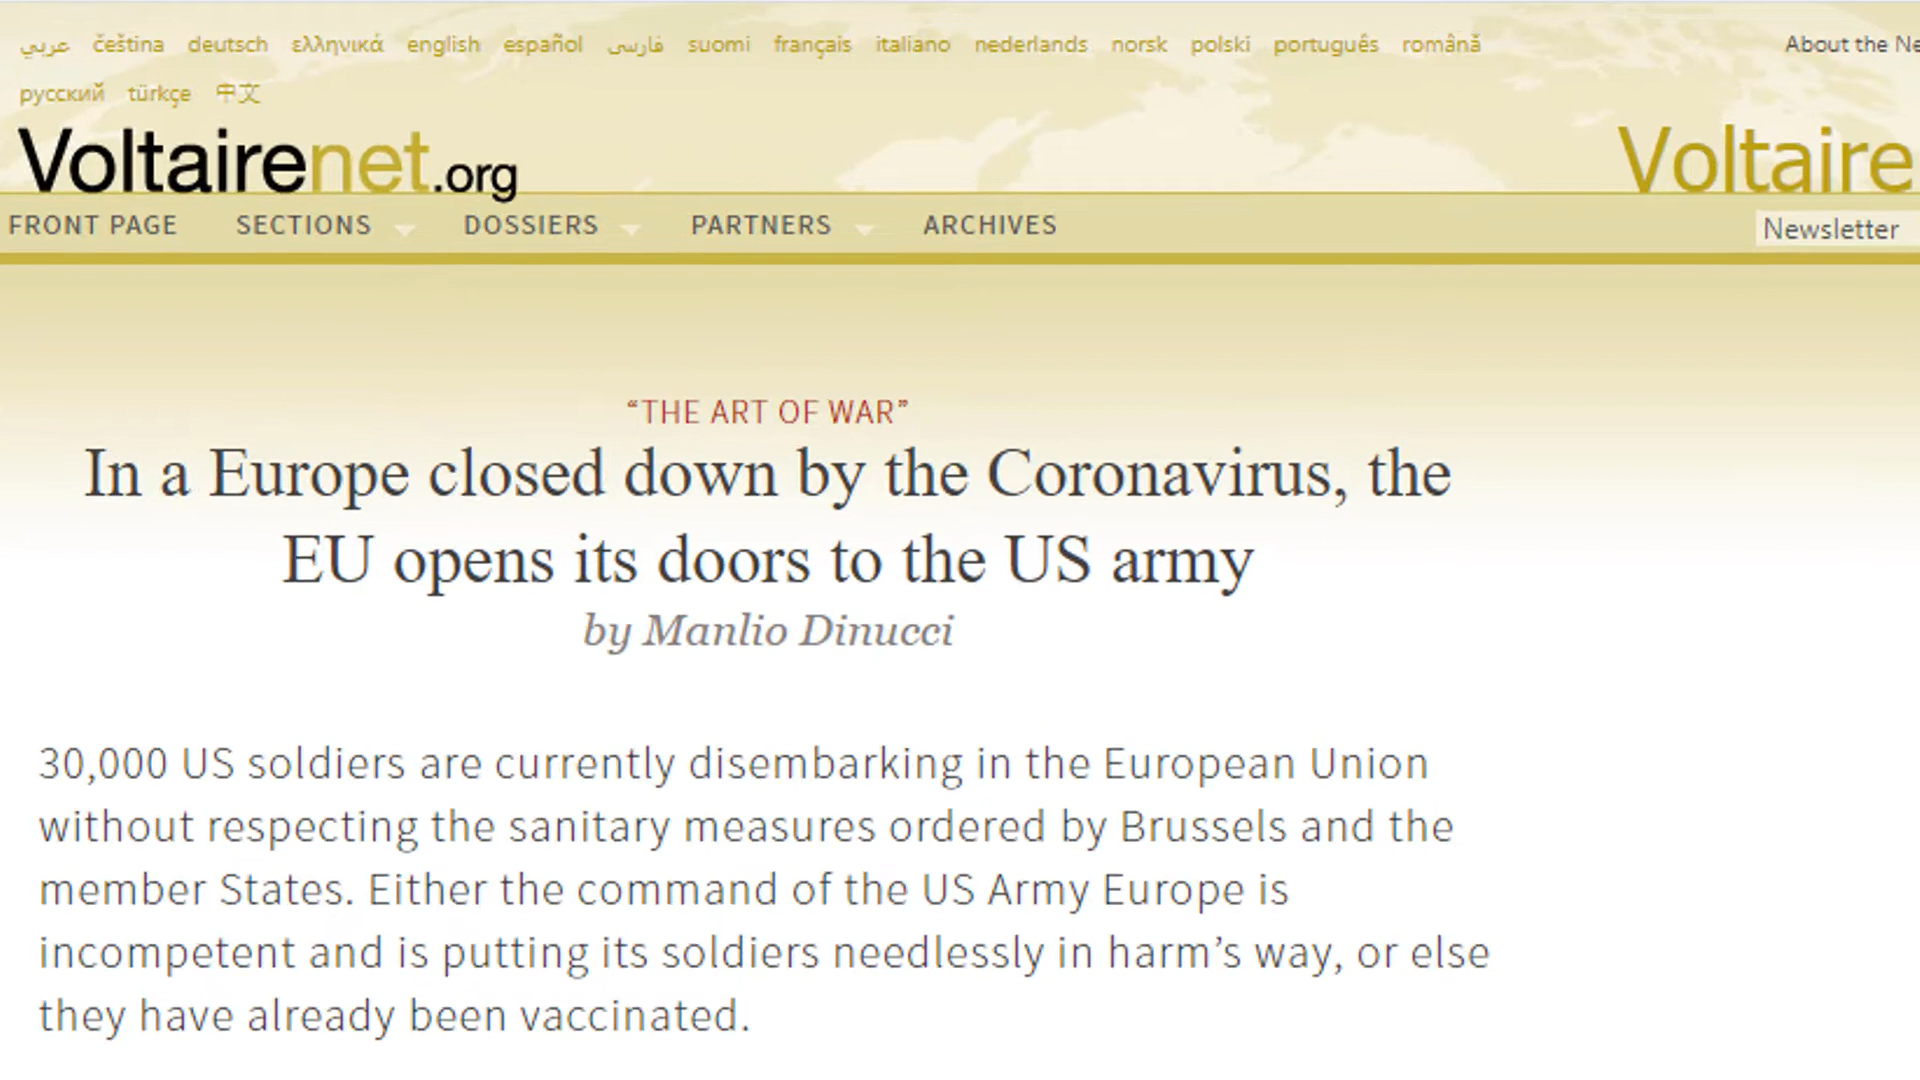 عربي čeština deutsch ελληνικά english español فارسی suomi français italiano nederlands norsk polski português română
About the Ne
русский türkçe 中文
Voltairenet.org
Voltaire
FRONT PAGE SECTIONS DOSSIERS PARTNERS ARCHIVES
Newsletter
“THE ART OF WAR”
In a Europe closed down by the Coronavirus, the
EU opens its doors to the US army
by Manlio Dinucci
30,000 US soldiers are currently disembarking in the European Union
without respecting the sanitary measures ordered by Brussels and the
member States. Either the command of the US Army Europe is
incompetent and is putting its soldiers needlessly in harm’s way, or else
they have already been vaccinated.